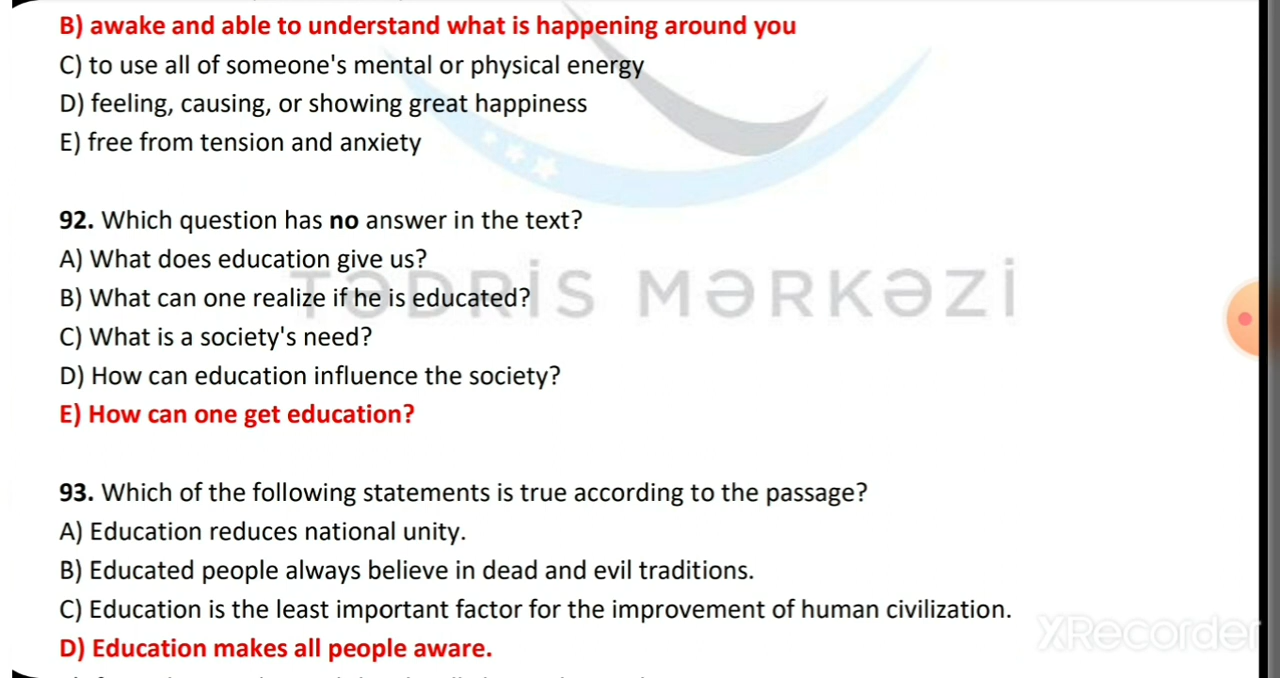 B) awake and able to understand what is happening around you
C) to use all of someone's mental or physical energy
D) feeling, causing, or showing great happiness
E) free from tension and anxiety
92. Which question has no answer in the text?
A) What does education give us?
TƏDRİS MƏRKƏZİ
B) What can one realize if he is educated?
C) What is a society's need?
D) How can education influence the society?
E) How can one get education?
93. Which of the following statements is true according to the passage?
A) Education reduces national unity.
B) Educated people always believe in dead and evil traditions.
C) Education is the least important factor for the improvement of human civilization.
XRecorder
D) Education makes all people aware.